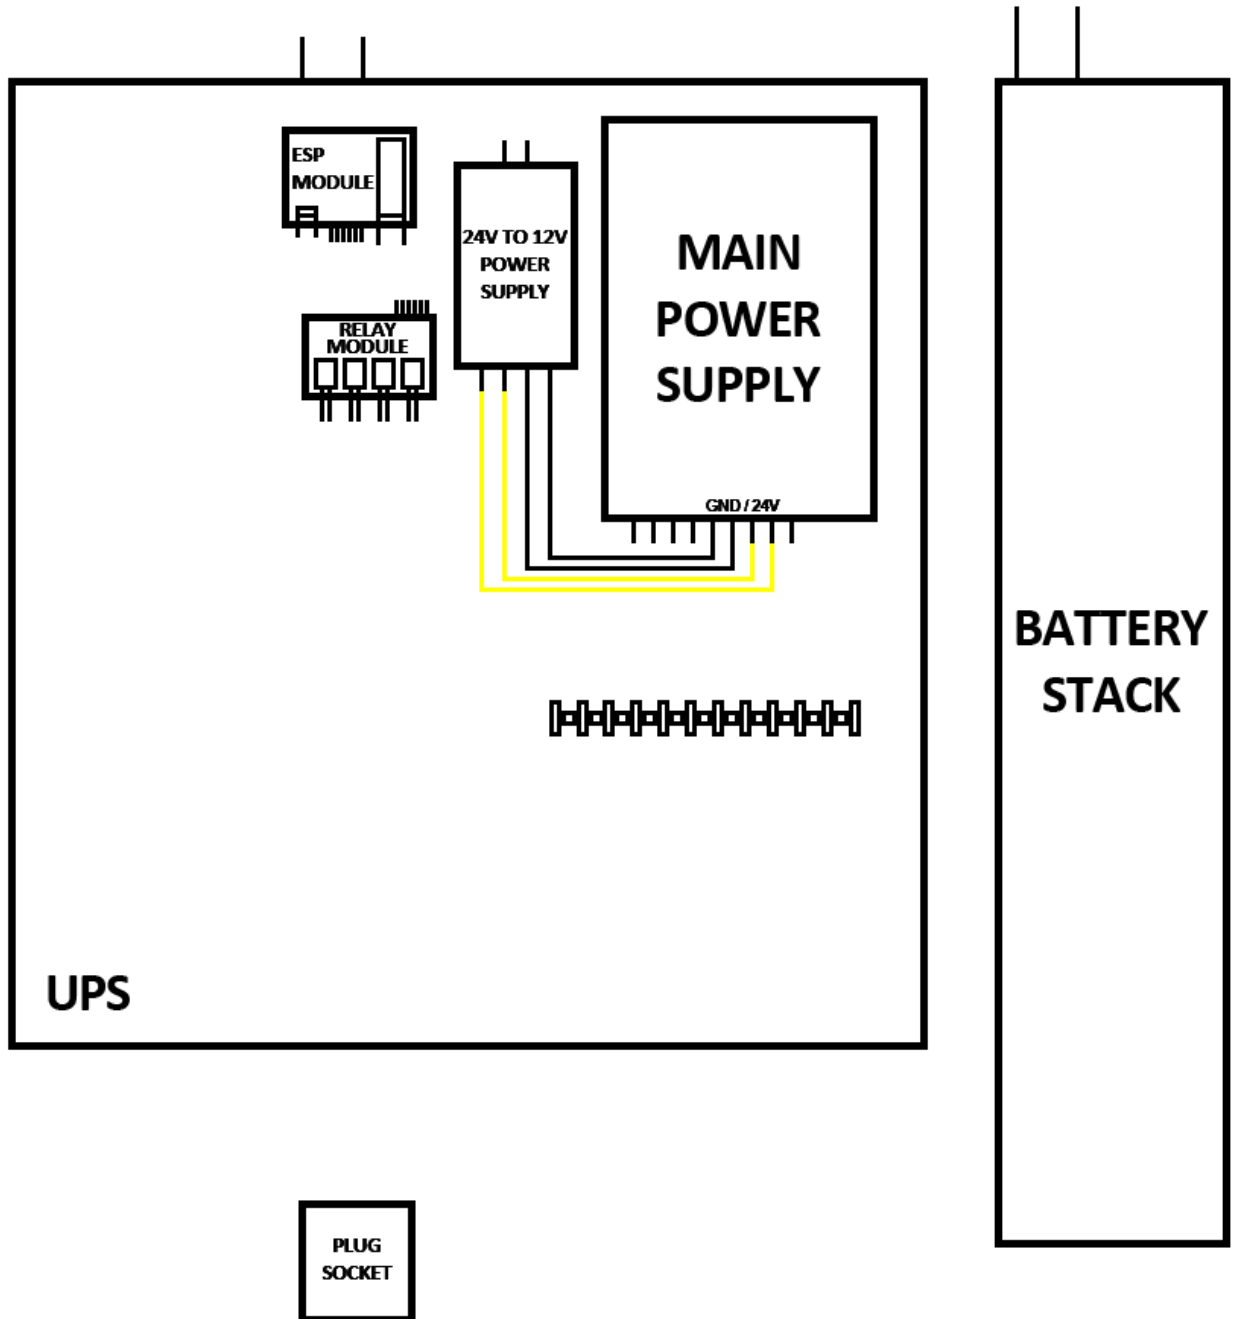 ESP
MODULE
24V TO 12V
POWER
SUPPLY
MAIN
POWER
SUPPLY
RELAY
MODULE
GND / 24V
BATTERY
STACK
UPS
PLUG
SOCKET